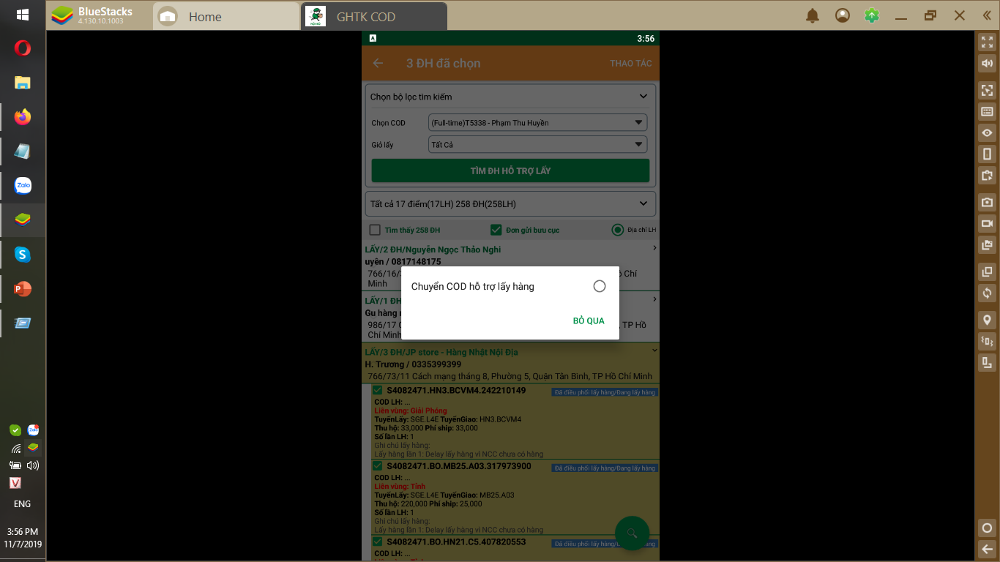 BlueStacks
4.130.10.1003
Home
GHTK COD
3:56
3 ĐH đã chọn
THAO TÁC
Chọn bộ lọc tìm kiếm
Chọn COD
(Full-time)T5338 - Phạm Thu Huyền
Giỏ lấy
Tất Cả
TÌM ĐH HỖ TRỢ LẤY
Tất cả 17 điểm(17LH) 258 ĐH(258LH)
Tìm thấy 258 ĐH
Đơn gửi bưu cục
Địa chỉ LH
LẤY/2 ĐH/Nguyễn Ngọc Thảo Nghi
uyên / 0817148175
766/16/
ồ Chí
Minh
Chuyển COD hỗ trợ lấy hàng
BỎ QUA
LẤY/1 ĐH
Gu hàng
986/17
, TP Hồ
Chí Minh
LẤY/3 ĐH/JP store - Hàng Nhật Nội Địa
H. Trương / 0335399399
766/73/11 Cách mạng tháng 8, Phường 5, Quận Tân Bình, TP Hồ Chí Minh
S4082471.HN3.BCVM4.242210149
Đã điều phối lấy hàng/Đang lấy hàng
COD LH: ...
Liên vùng: Giải Phóng
TuyếnLấy: SGE.L4E TuyếnGiao: HN3.BCVM4
Thu hộ: 33,000 Phí ship: 33,000
Số lần LH: 1
Ghi chú lấy hàng:
Lấy hàng lần 1: Delay lấy hàng vì NCC chưa có hàng
S4082471.BO.MB25.A03.317973900
Đã điều phối lấy hàng/Đang lấy hàng
COD LH: ...
Liên vùng: Tỉnh
TuyếnLấy: SGE.L4E TuyếnGiao: MB25.A03
Thu hộ: 220,000 Phí ship: 25,000
Số lần LH: 1
Ghi chú lấy hàng:
Lấy hàng lần 1: Delay lấy hàng vì NCC chưa có hàng
S4082471.BO.HN21.C5.407820553
Đã điều phối lấy hàng/Đang lấy hàng
COD LH: ...
Zalo
ENG
3:56 PM
11/7/2019